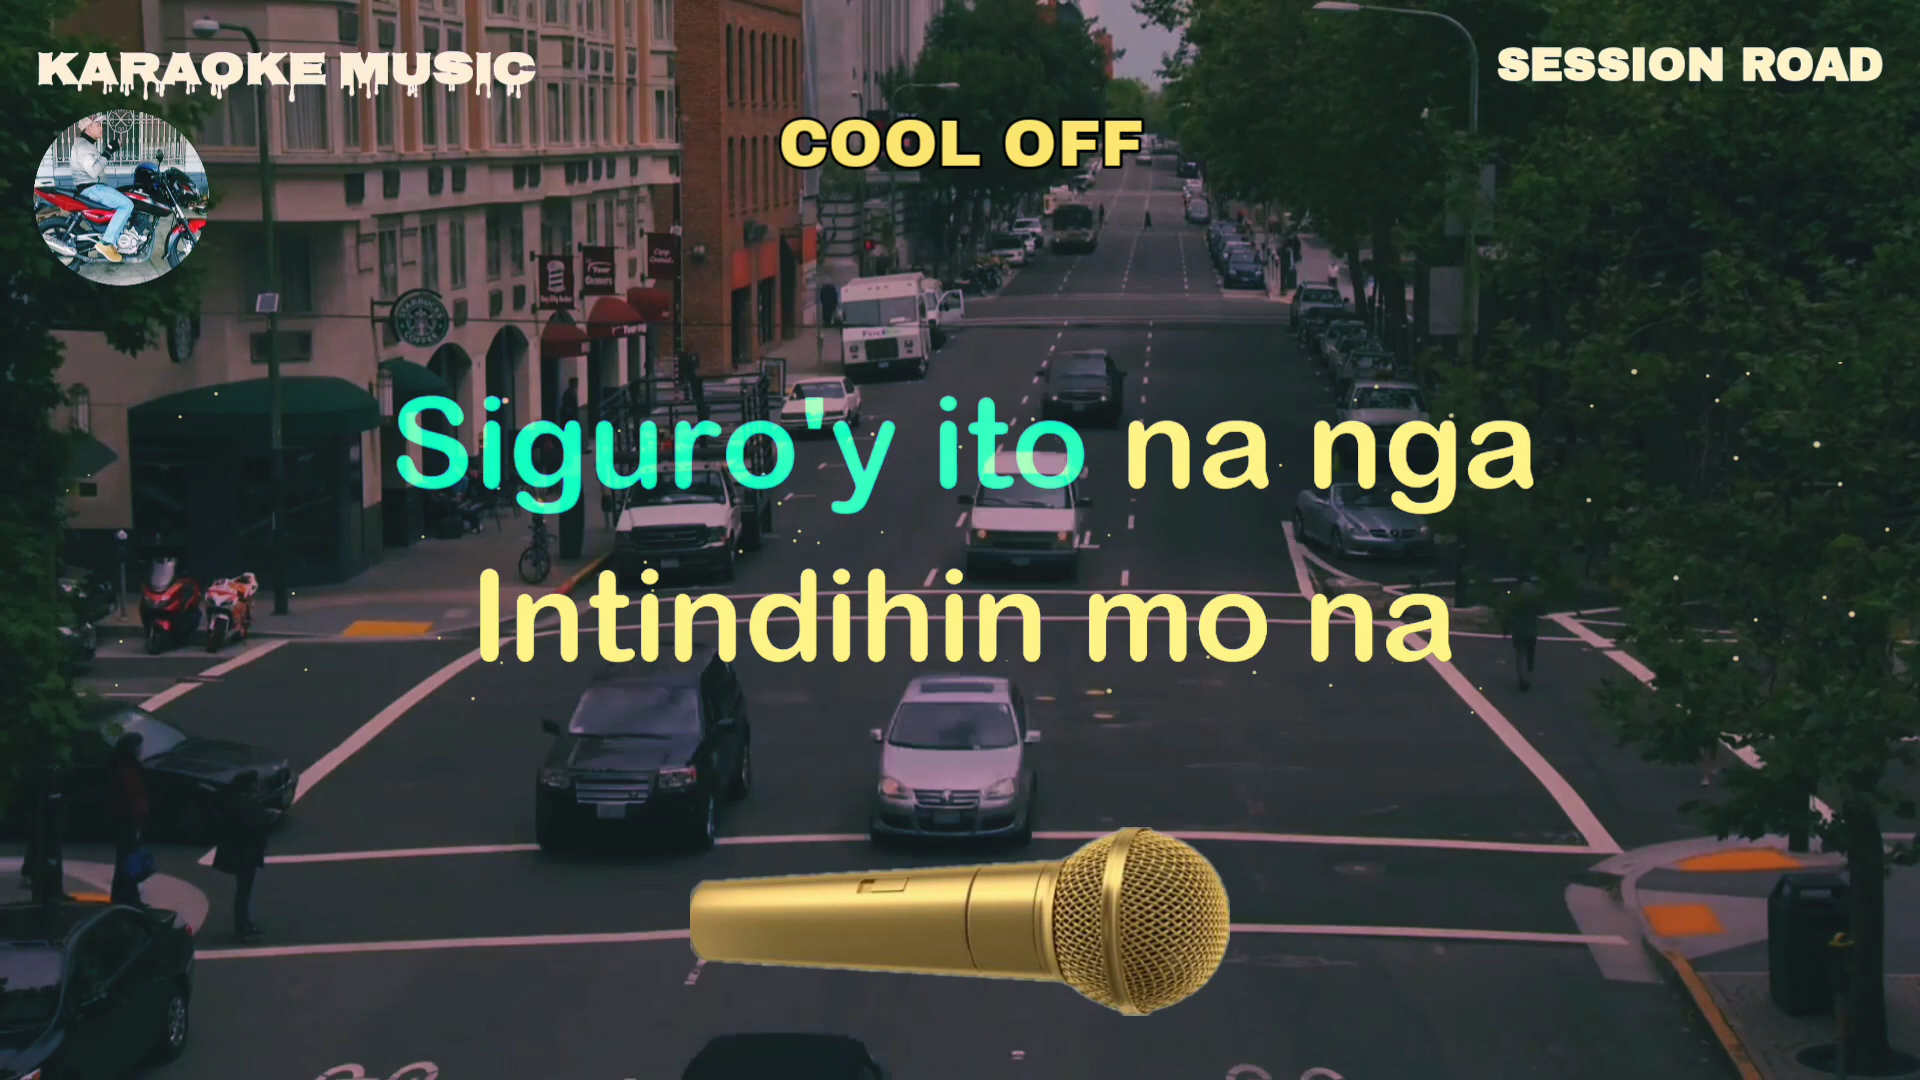 KARAOKE MUSIC
SESSION ROAD
COOL OFF
Siguro'y ito na nga
Intindihin mo na